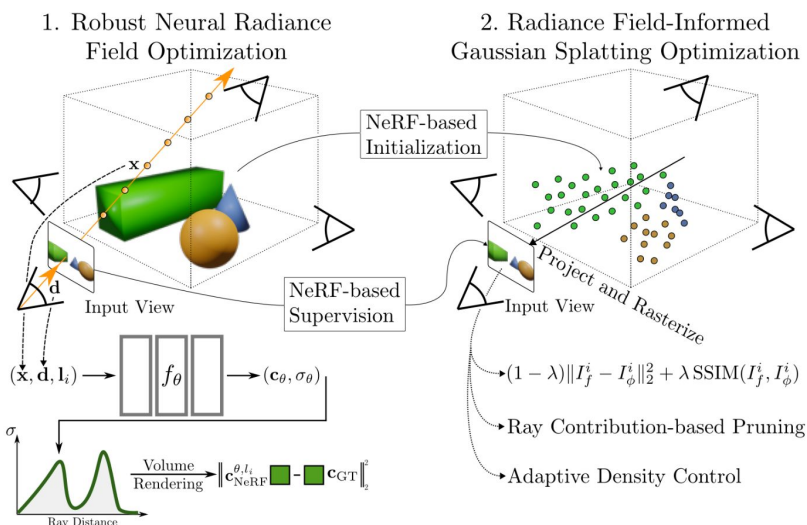 1. Robust Neural Radiance
Field Optimization
2. Radiance Field-Informed
Gaussian Splatting Optimization
NeRF-based
Initialization
x
d
Input View
NeRF-based
Supervision
Input View
Project and Rasterize
(x, d, l_i)
f_θ
(c_θ, σ_θ)
(1 − λ)‖I_f^i − I_ϕ^i‖_2^2 + λ SSIM(I_f^i, I_ϕ^i)
Ray Contribution-based Pruning
Adaptive Density Control
σ
Ray Distance
Volume
Rendering
‖c_NeRF^{θ,l_i} - c_GT‖_2^2